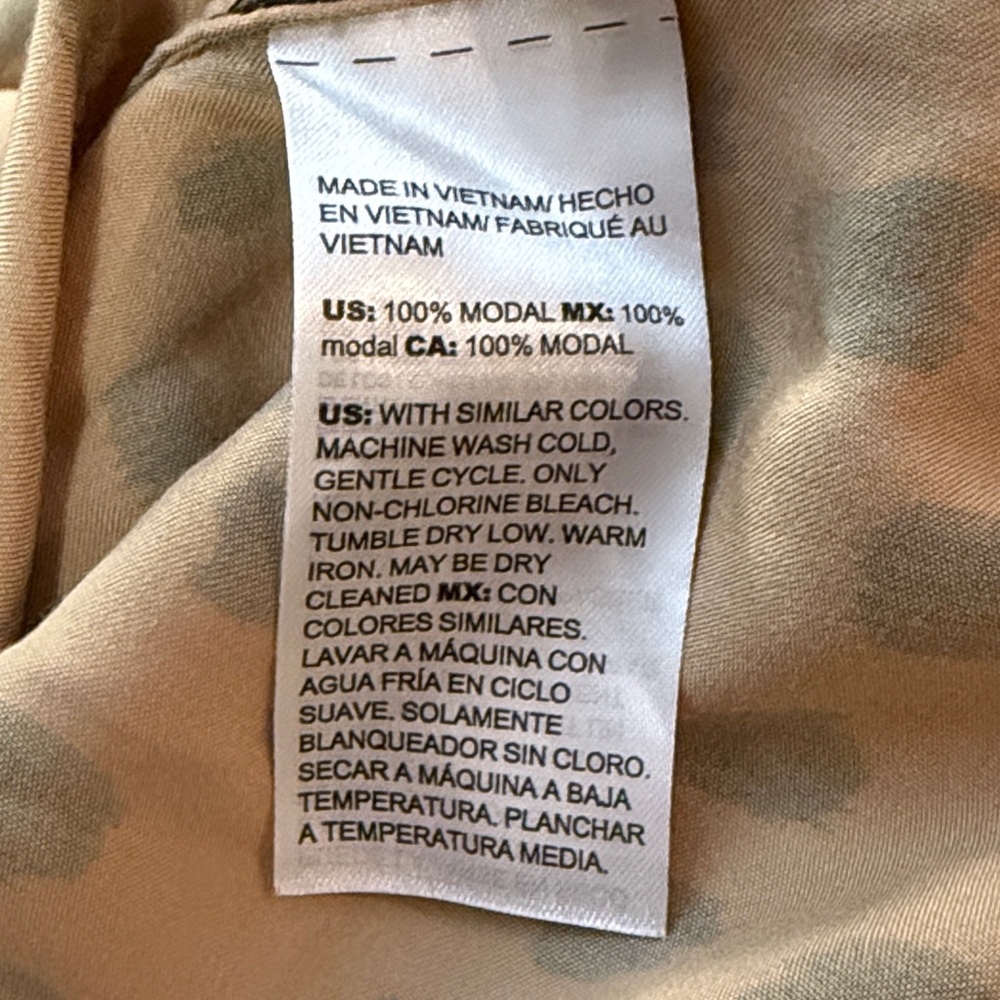 MADE IN VIETNAM/ HECHO
EN VIETNAM/ FABRIQUÉ AU
VIETNAM
US: 100% MODAL MX: 100%
modal CA: 100% MODAL
US: WITH SIMILAR COLORS.
MACHINE WASH COLD,
GENTLE CYCLE. ONLY
NON-CHLORINE BLEACH.
TUMBLE DRY LOW. WARM
IRON. MAY BE DRY
CLEANED MX: CON
COLORES SIMILARES.
LAVAR A MÁQUINA CON
AGUA FRÍA EN CICLO
SUAVE. SOLAMENTE
BLANQUEADOR SIN CLORO.
SECAR A MÁQUINA A BAJA
TEMPERATURA. PLANCHAR
A TEMPERATURA MEDIA.